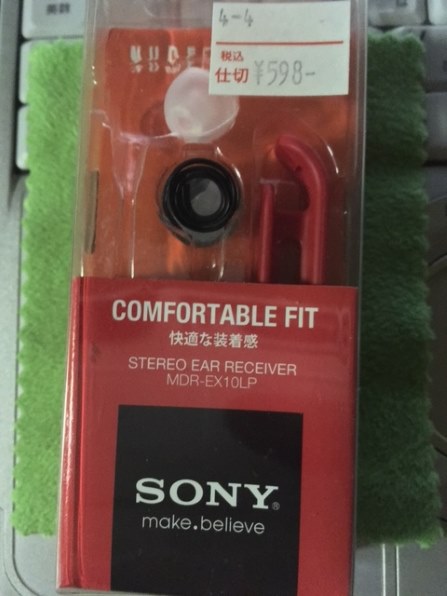 4-4
税込
仕切 ¥598-
COMFORTABLE FIT
快適な装着感
STEREO EAR RECEIVER
MDR-EX10LP
SONY®
make.believe